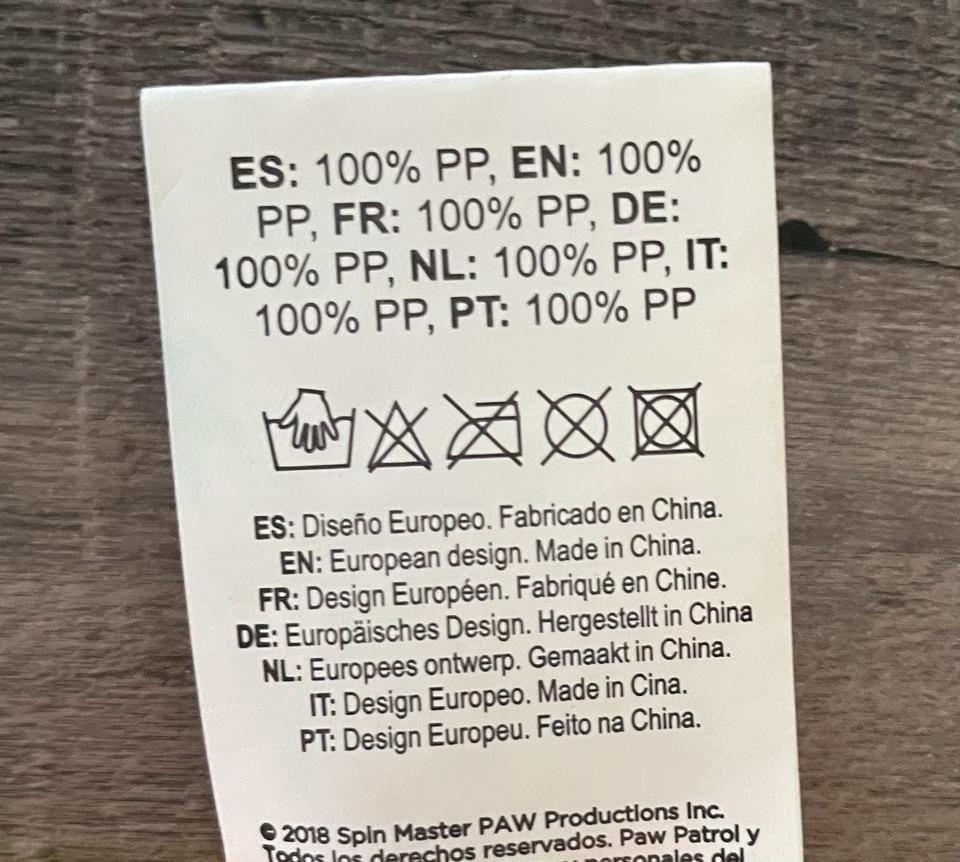 ES: 100% PP, EN: 100%
PP, FR: 100% PP, DE:
100% PP, NL: 100% PP, IT:
100% PP, PT: 100% PP
ES: Diseño Europeo. Fabricado en China.
EN: European design. Made in China.
FR: Design Européen. Fabriqué en Chine.
DE: Europäisches Design. Hergestellt in China
NL: Europees ontwerp. Gemaakt in China.
IT: Design Europeo. Made in Cina.
PT: Design Europeu. Feito na China.
© 2018 Spin Master PAW Productions Inc.
Todos los derechos reservados. Paw Patrol y
personales del